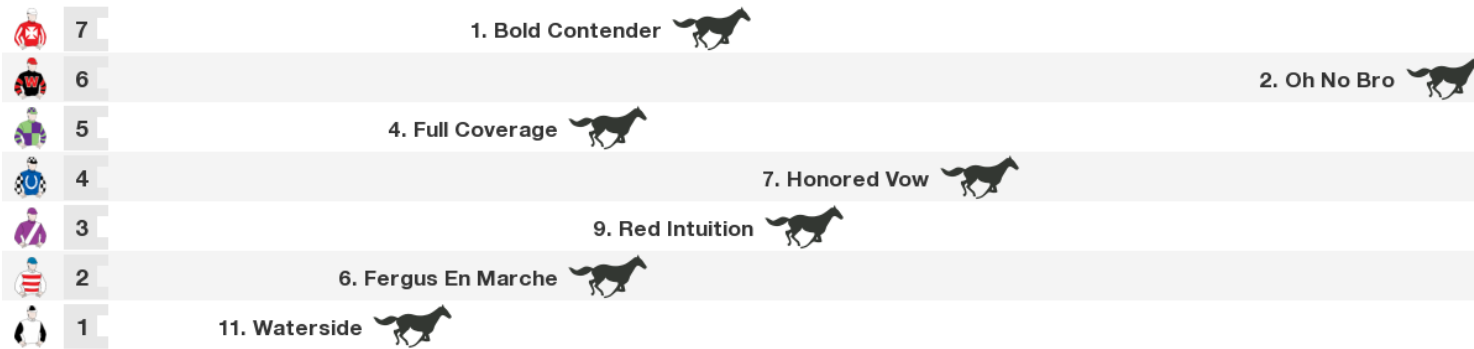 7 1. Bold Contender
W 6 2. Oh No Bro
5 4. Full Coverage
4 7. Honored Vow
3 9. Red Intuition
2 6. Fergus En Marche
1 11. Waterside